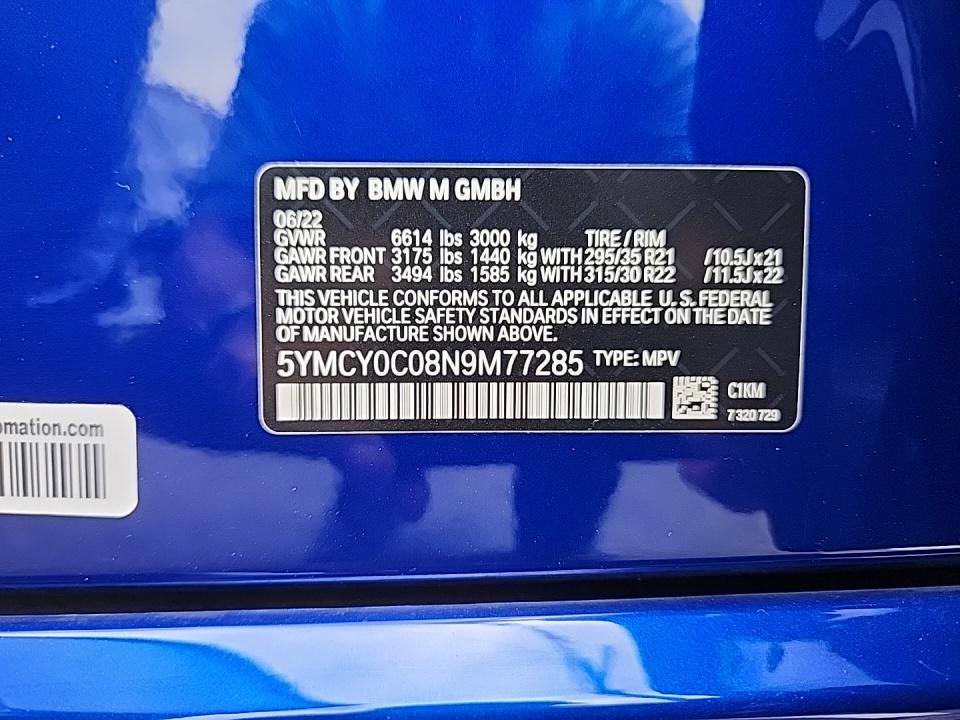 MFD BY BMW M GMBH
06/22
GVWR 6614 lbs 3000 kg TIRE / RIM
GAWR FRONT 3175 lbs 1440 kg WITH 295/35 R21 /10.5J x 21
GAWR REAR 3494 lbs 1585 kg WITH 315/30 R22 /11.5J x 22
THIS VEHICLE CONFORMS TO ALL APPLICABLE U.S. FEDERAL
MOTOR VEHICLE SAFETY STANDARDS IN EFFECT ON THE DATE
OF MANUFACTURE SHOWN ABOVE.
5YMCY0C08N9M77285 TYPE: MPV
C1KM
7 320 729
omation.com